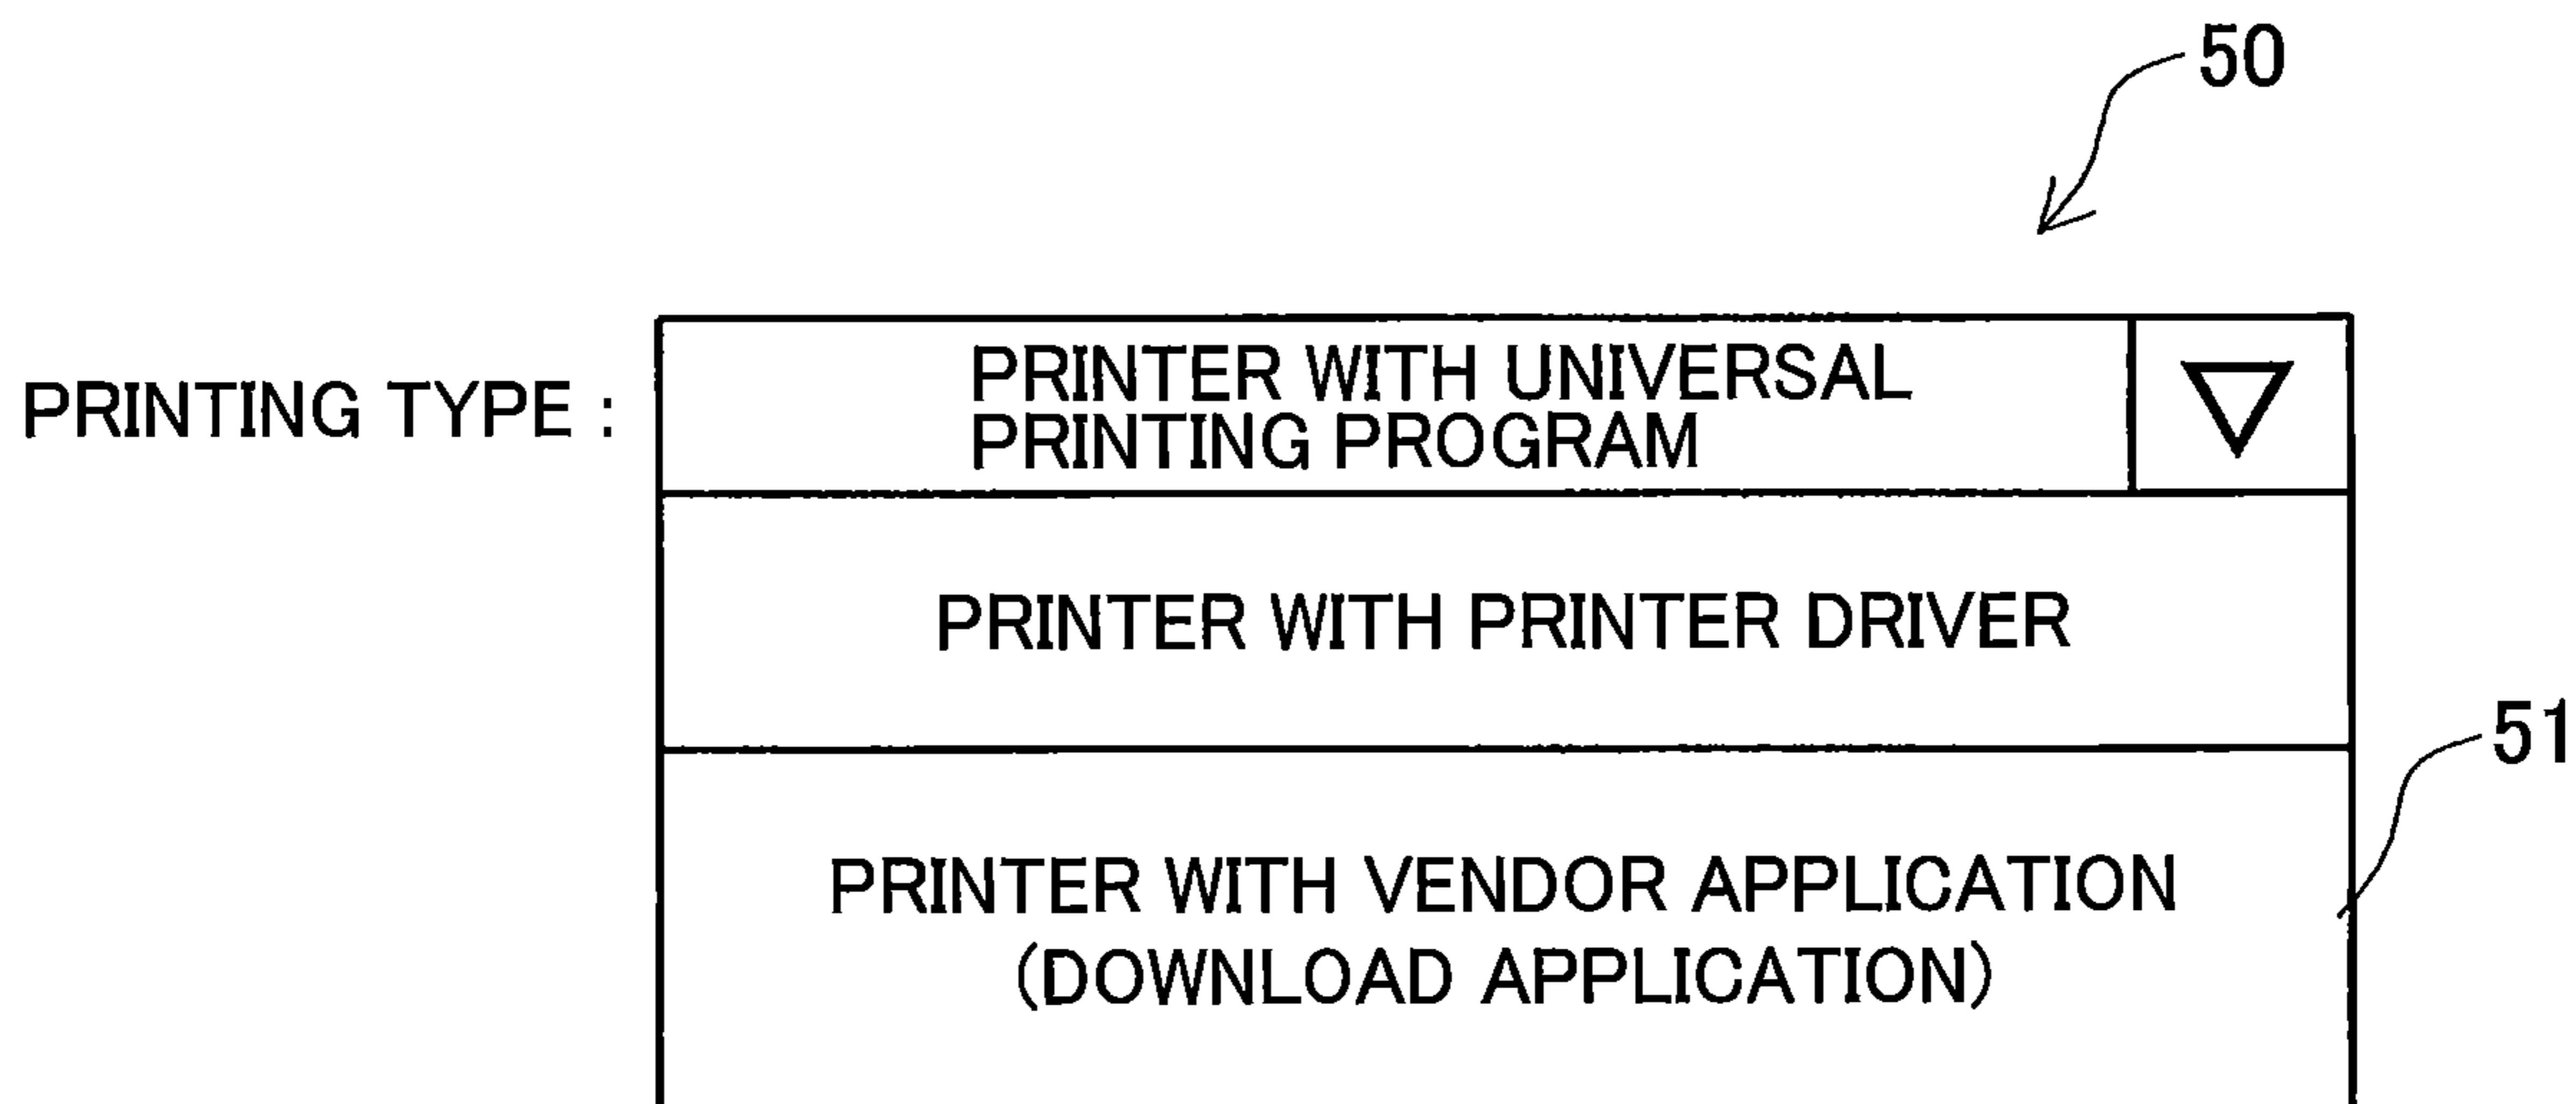 50
PRINTING TYPE :
PRINTER WITH UNIVERSAL
PRINTING PROGRAM
PRINTER WITH PRINTER DRIVER
51
PRINTER WITH VENDOR APPLICATION
(DOWNLOAD APPLICATION)